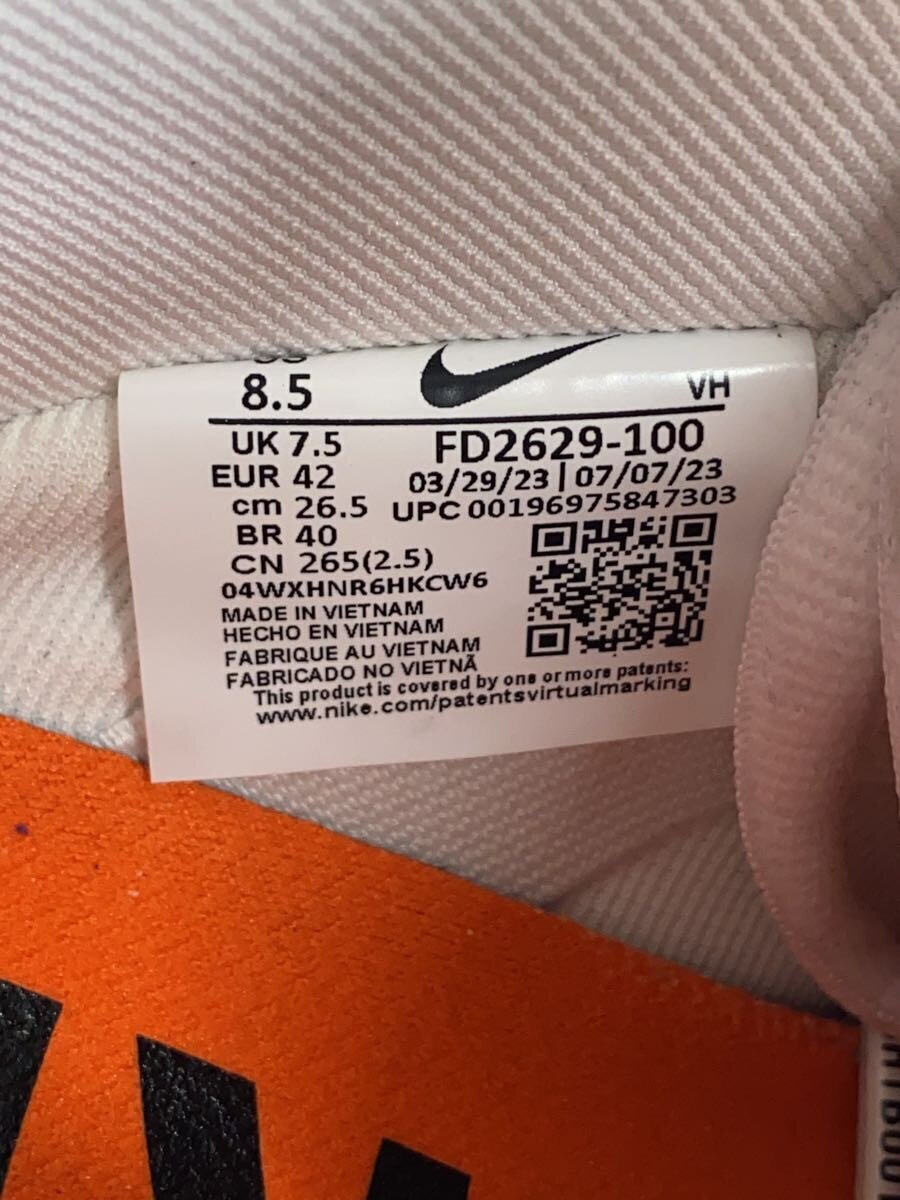 US
8.5
VH
UK 7.5
FD2629-100
EUR 42
03/29/23 | 07/07/23
cm 26.5
UPC 00196975847303
BR 40
CN 265(2.5)
04WXHNR6HKCW6
MADE IN VIETNAM
HECHO EN VIETNAM
FABRIQUE AU VIETNAM
FABRICADO NO VIETNÃ
This product is covered by one or more patents:
www.nike.com/patentsvirtualmarking